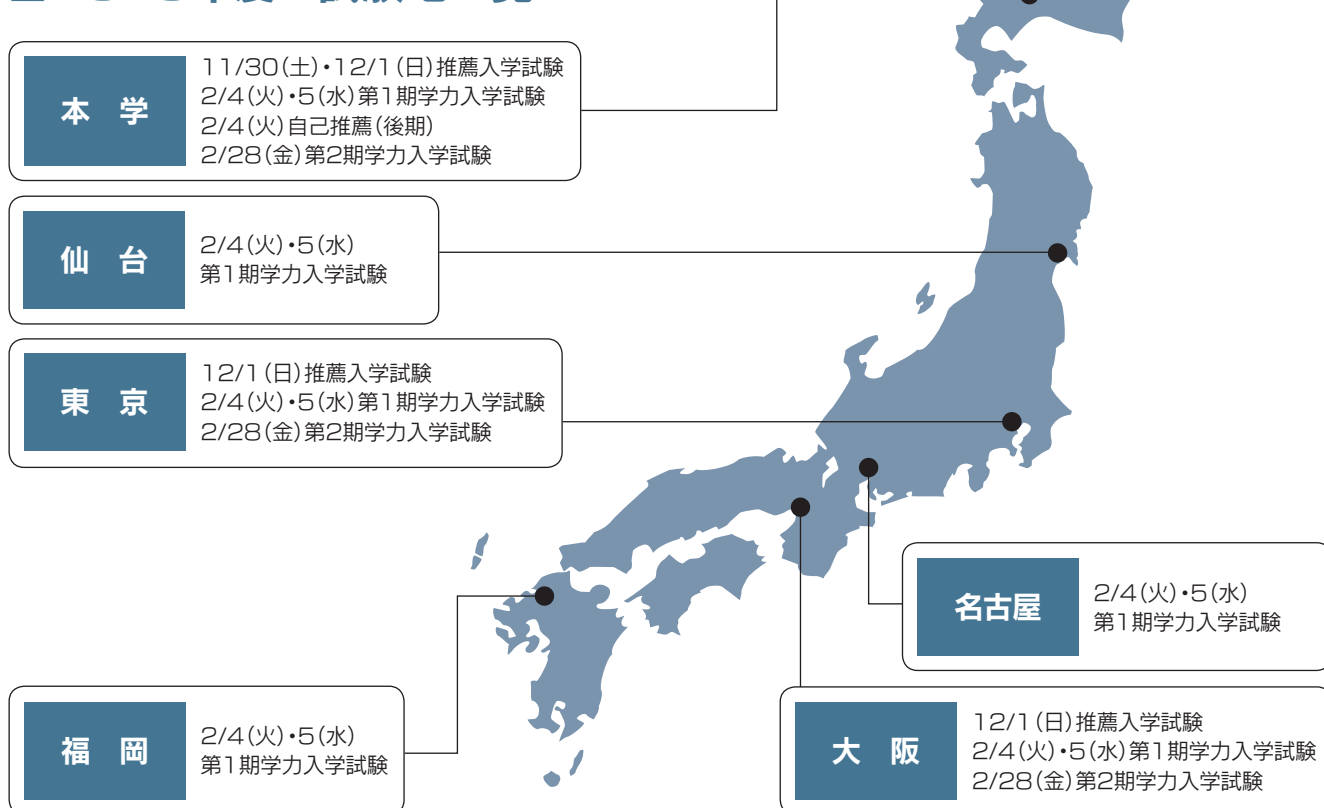 本 学
11/30(土)・12/1(日)推薦入学試験
2/4(火)・5(水)第1期学力入学試験
2/4(火)自己推薦(後期)
2/28(金)第2期学力入学試験
仙 台
2/4(火)・5(水)
第1期学力入学試験
東 京
12/1(日)推薦入学試験
2/4(火)・5(水)第1期学力入学試験
2/28(金)第2期学力入学試験
名古屋
2/4(火)・5(水)
第1期学力入学試験
福 岡
2/4(火)・5(水)
第1期学力入学試験
大 阪
12/1(日)推薦入学試験
2/4(火)・5(水)第1期学力入学試験
2/28(金)第2期学力入学試験